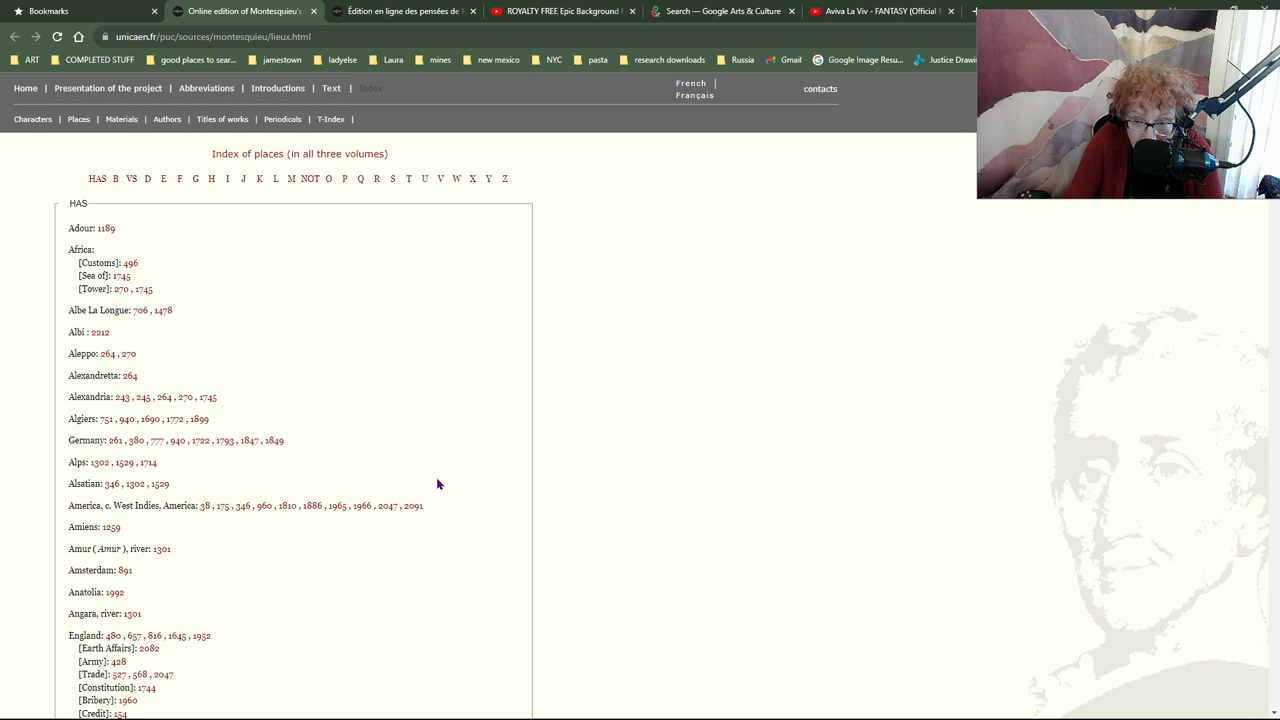 Bookmarks
Online edition of Montesquieu's
Édition en ligne des pensées de
ROYALTY FREE Epic Background
Search — Google Arts & Culture
Aviva La Viv - FANTASY (Official
unicaen.fr/puc/sources/montesquieu/lieux.html
ART COMPLETED STUFF good places to sear... jamestown ladyelse Laura mines new mexico NYC pasta research downloads Russia Gmail Google Image Resu... Justice Drawi
Home | Presentation of the project | Abbreviations | Introductions | Text | Index
French |
Français
contacts
Characters | Places | Materials | Authors | Titles of works | Periodicals | T-Index |
Index of places (in all three volumes)
HAS B VS D E F G H I J K L M NOT O P Q R S T U V W X Y Z
HAS
Adour: 1189
Africa:
[Customs]: 496
[Sea of]: 1745
[Tower]: 270 , 1745
Albe La Longue: 706 , 1478
Albi : 2212
Aleppo: 264 , 270
Alexandretta: 264
Alexandria: 243 , 245 , 264 , 270 , 1745
Algiers: 751 , 940 , 1690 , 1772 , 1899
Germany: 261 , 380 , 777 , 940 , 1722 , 1793 , 1847 , 1849
Alps: 1302 , 1529 , 1714
Alsatian: 346 , 1302 , 1529
America, c. West Indies, America: 38 , 175 , 346 , 960 , 1810 , 1886 , 1965 , 1966 , 2047 , 2091
Amiens: 1259
Amur ( Amur ), river: 1301
Amsterdam: 891
Anatolia: 1992
Angara, river: 1301
England: 480 , 657 , 816 , 1645 , 1952
[Earth Affairs]: 2082
[Army]: 428
[Trade]: 527 , 568 , 2047
[Constitution]: 1744
[Bribery]: 1960
[Credit]: 154